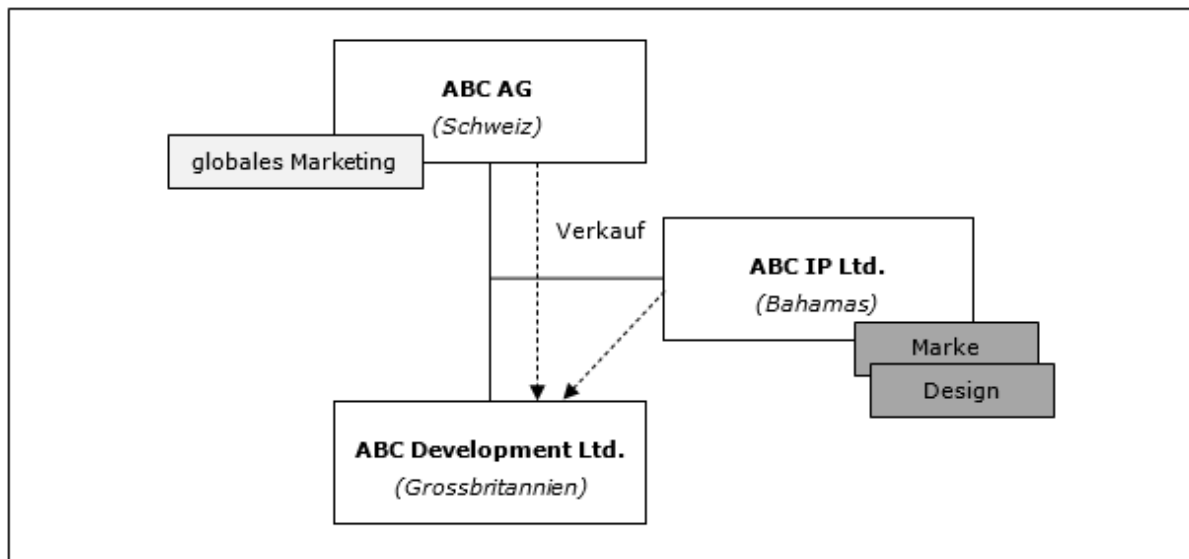 ABC AG
(Schweiz)
globales Marketing
Verkauf
ABC IP Ltd.
(Bahamas)
Marke
Design
ABC Development Ltd.
(Grossbritannien)